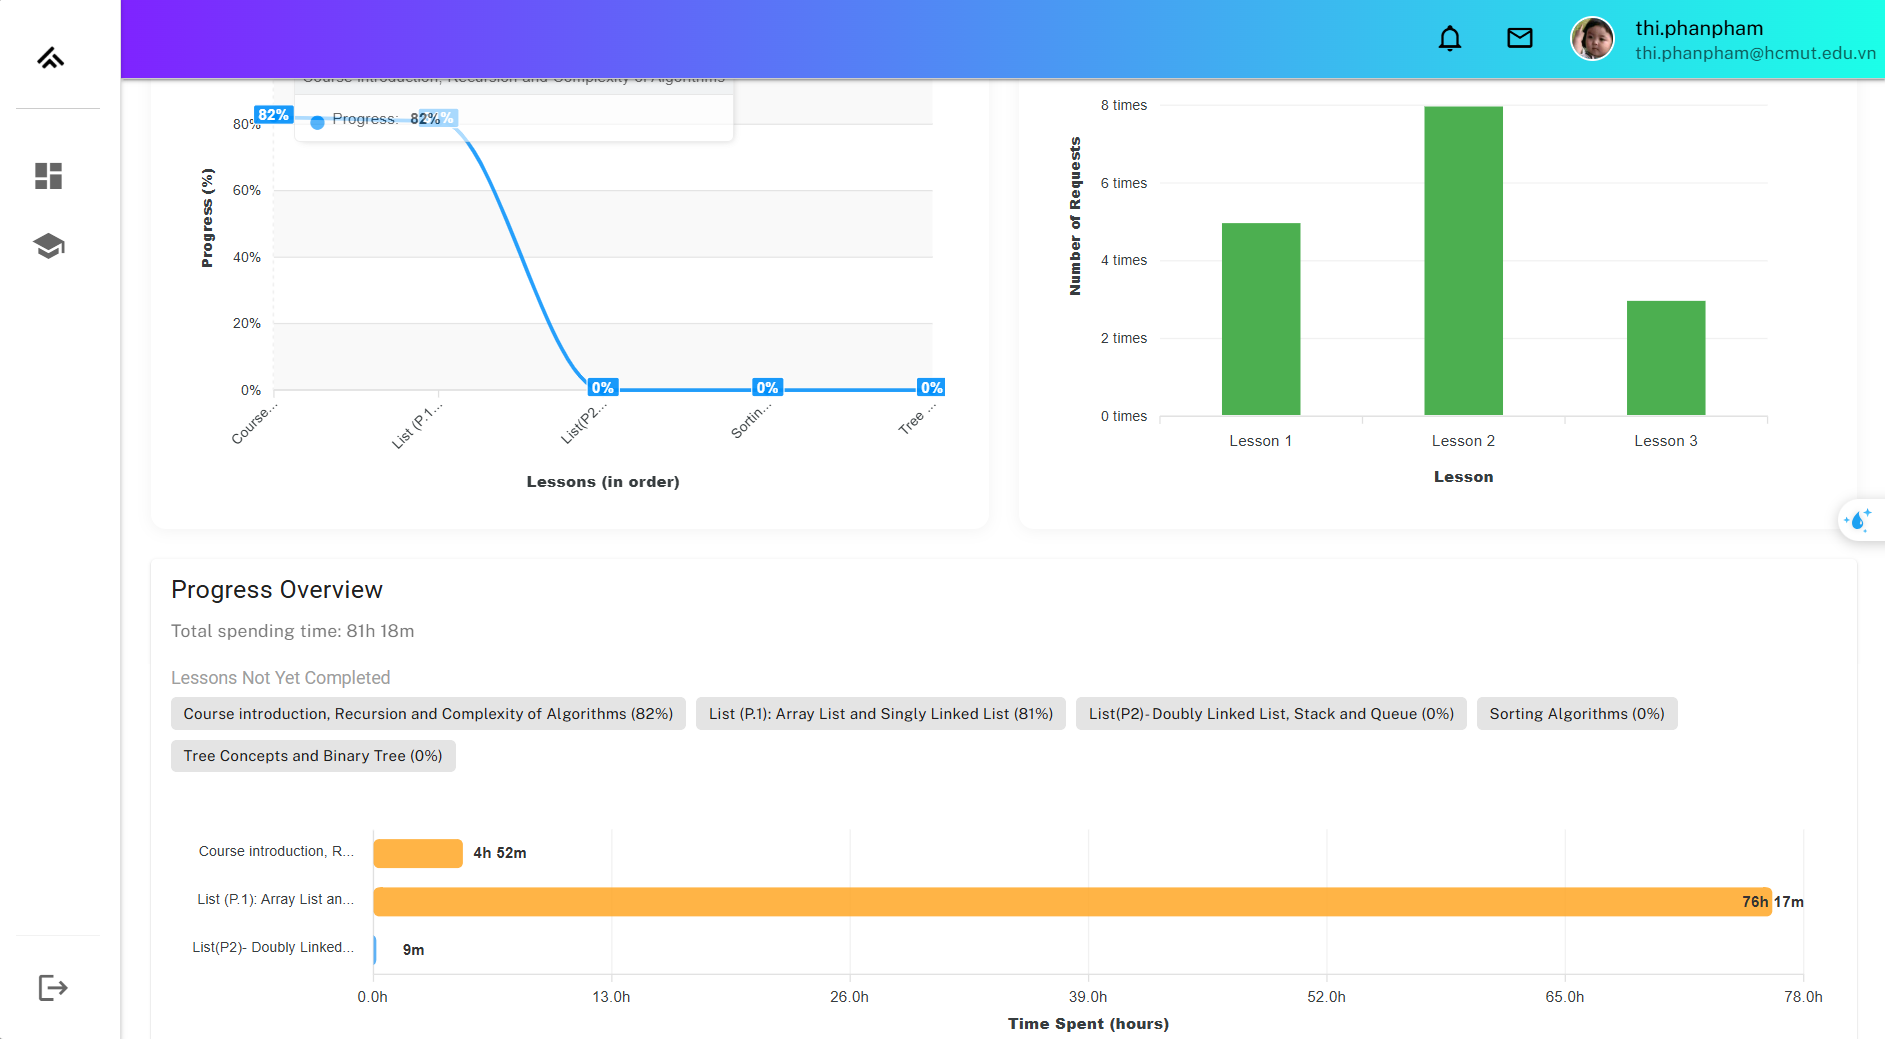 thi.phanpham
thi.phanpham@hcmut.edu.vn
Course introduction, Recursion and Complexity of Algorithms
Progress: 82%
82%
80%
60%
40%
20%
0%
Progress (%)
0%
0%
0%
Course...
List (P.1...
List(P2...
Sortin...
Tree ...
Lessons (in order)
8 times
6 times
4 times
2 times
0 times
Number of Requests
Lesson 1
Lesson 2
Lesson 3
Lesson
Progress Overview
Total spending time: 81h 18m
Lessons Not Yet Completed
Course introduction, Recursion and Complexity of Algorithms (82%)
List (P.1): Array List and Singly Linked List (81%)
List(P2)- Doubly Linked List, Stack and Queue (0%)
Sorting Algorithms (0%)
Tree Concepts and Binary Tree (0%)
Course introduction, R...
4h 52m
List (P.1): Array List an...
76h 17m
List(P2)- Doubly Linked...
9m
0.0h
13.0h
26.0h
39.0h
52.0h
65.0h
78.0h
Time Spent (hours)